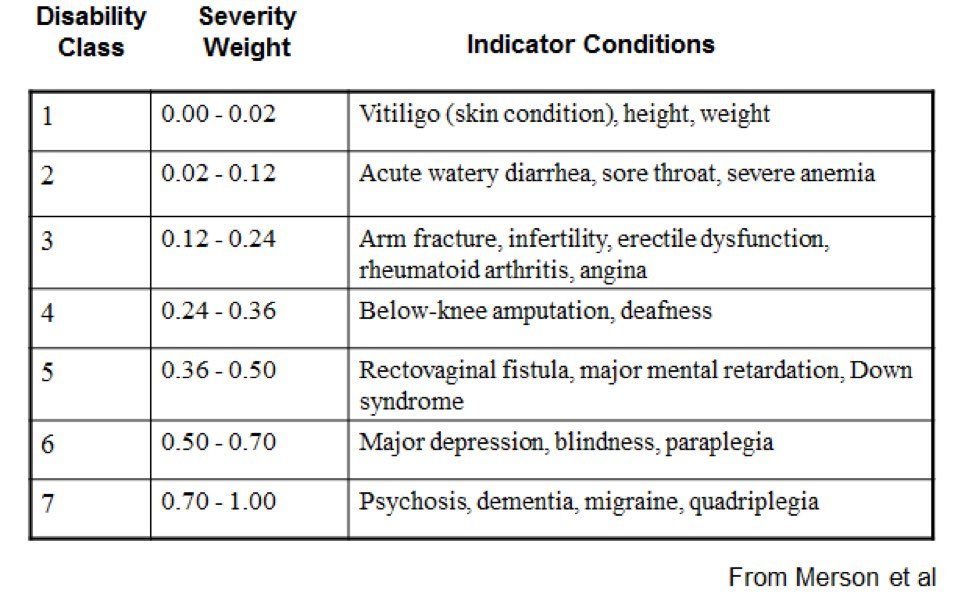 Disability Class Severity Weight Indicator Conditions
1 0.00 - 0.02 Vitiligo (skin condition), height, weight
2 0.02 - 0.12 Acute watery diarrhea, sore throat, severe anemia
3 0.12 - 0.24 Arm fracture, infertility, erectile dysfunction,
rheumatoid arthritis, angina
4 0.24 - 0.36 Below-knee amputation, deafness
5 0.36 - 0.50 Rectovaginal fistula, major mental retardation, Down
syndrome
6 0.50 - 0.70 Major depression, blindness, paraplegia
7 0.70 - 1.00 Psychosis, dementia, migraine, quadriplegia
From Merson et al